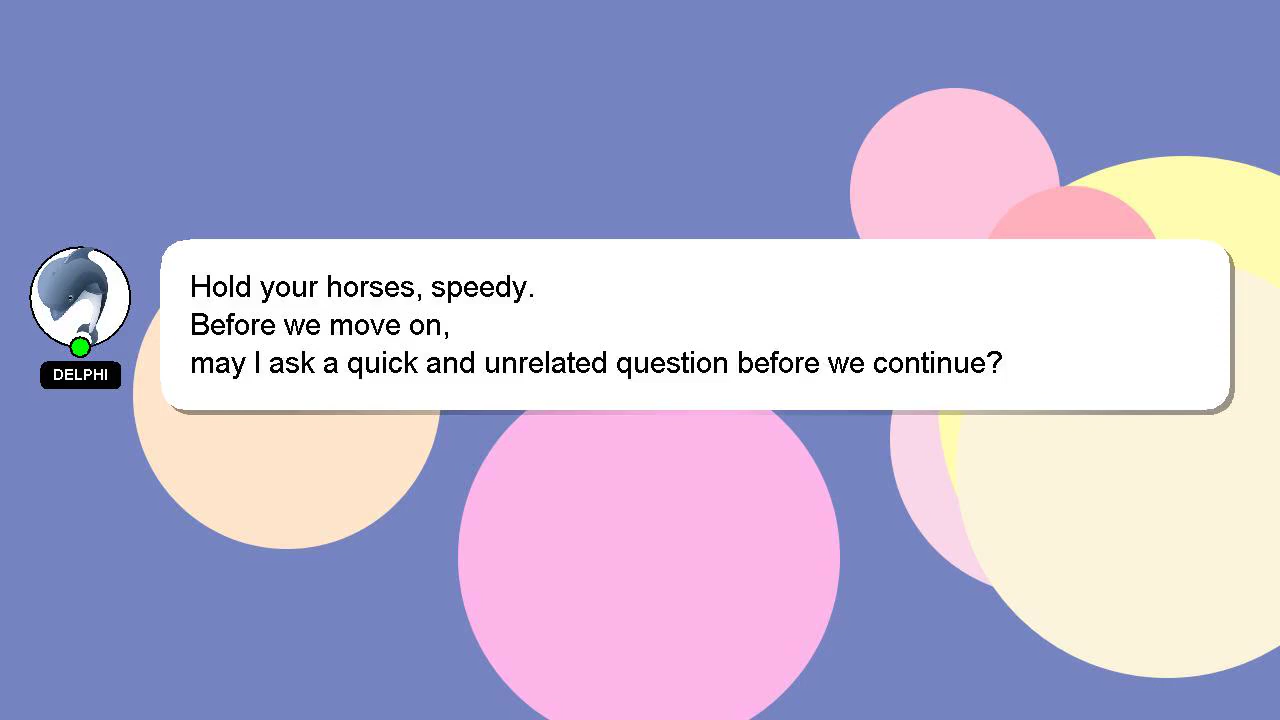 Hold your horses, speedy.
Before we move on,
may I ask a quick and unrelated question before we continue?
DELPHI